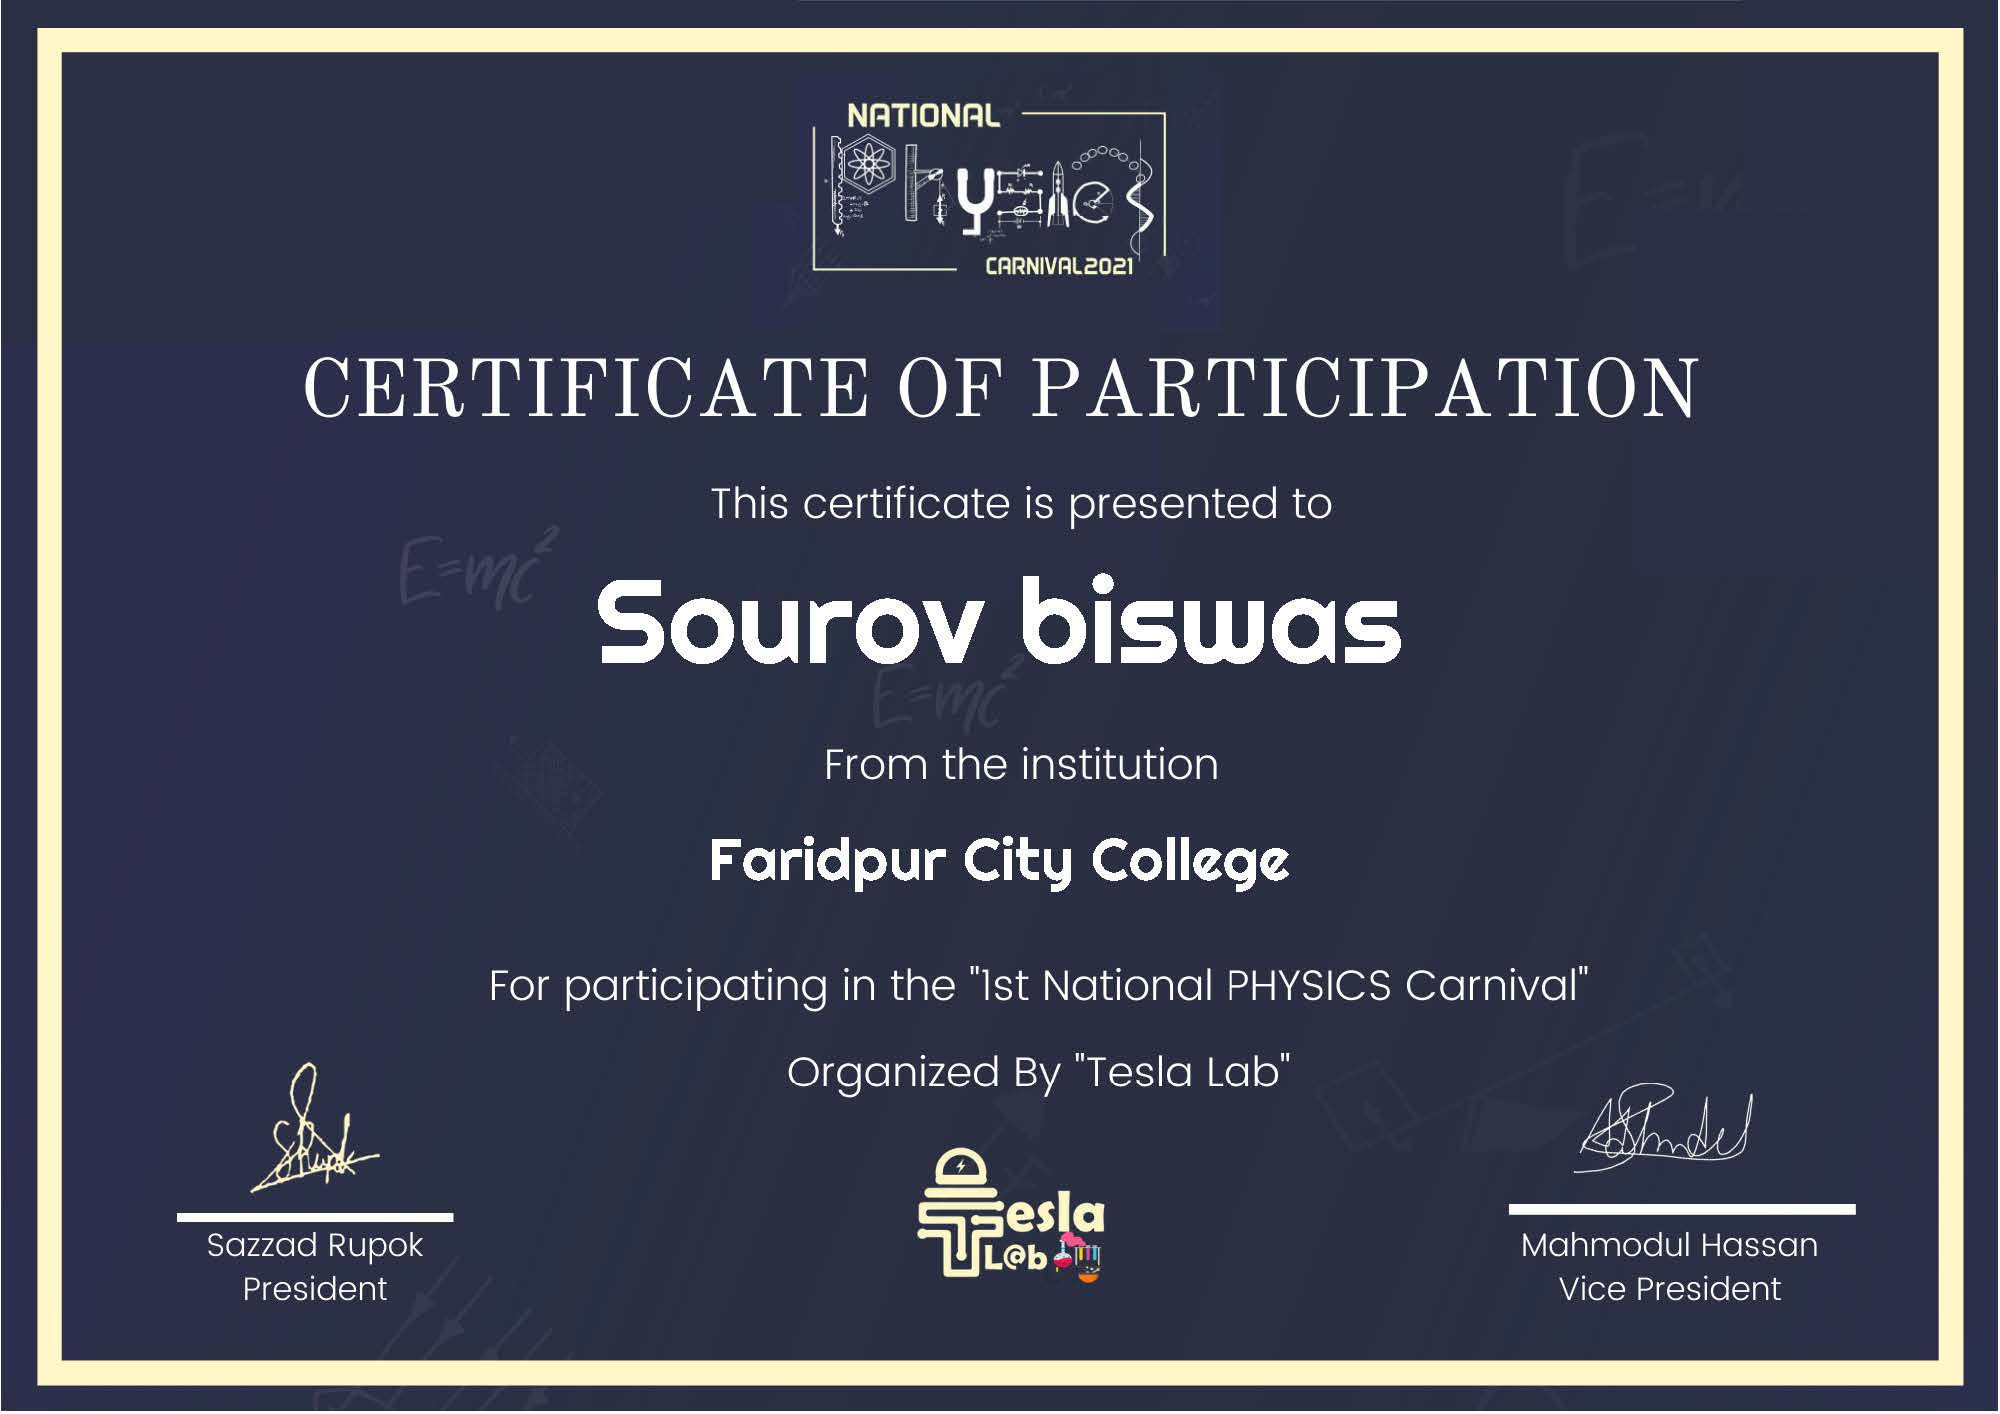 NATIONAL
Physics
CARNIVAL2021
CERTIFICATE OF PARTICIPATION
This certificate is presented to
E=mc²
Sourov biswas
E=mc²
From the institution
Faridpur City College
For participating in the "1st National PHYSICS Carnival"
Organized By "Tesla Lab"
Tesla
L@b
Sazzad Rupok
President
Mahmodul Hassan
Vice President